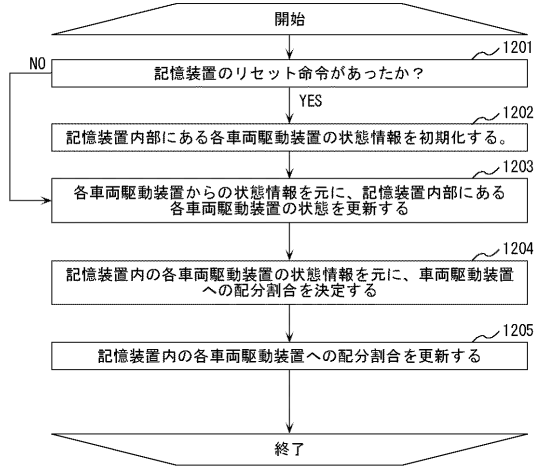 開始
1201
記憶装置のリセット命令があったか？
NO
YES
1202
記憶装置内部にある各車両駆動装置の状態情報を初期化する。
1203
各車両駆動装置からの状態情報を元に、記憶装置内部にある
各車両駆動装置の状態を更新する
1204
記憶装置内の各車両駆動装置の状態情報を元に、車両駆動装置
への配分割合を決定する
1205
記憶装置内の各車両駆動装置への配分割合を更新する
終了